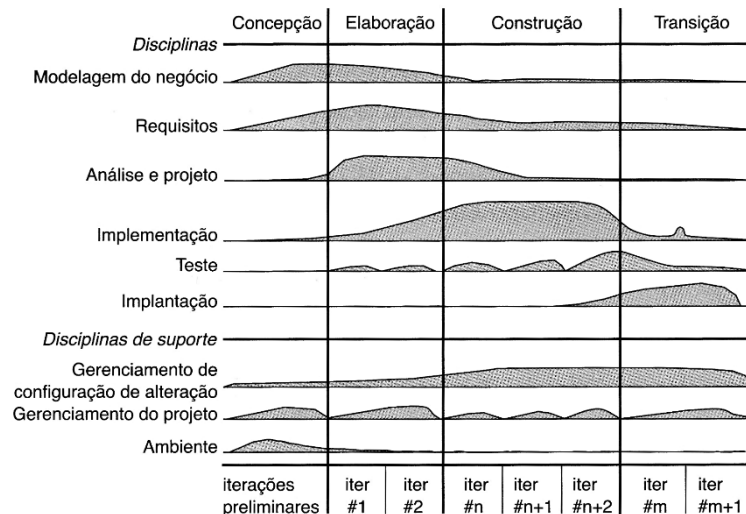 Concepção Elaboração Construção Transição
Disciplinas
Modelagem do negócio
Requisitos
Análise e projeto
Implementação
Teste
Implantação
Disciplinas de suporte
Gerenciamento de
configuração de alteração
Gerenciamento do projeto
Ambiente
iterações iter iter iter iter iter iter iter
preliminares #1 #2 #n #n+1 #n+2 #m #m+1